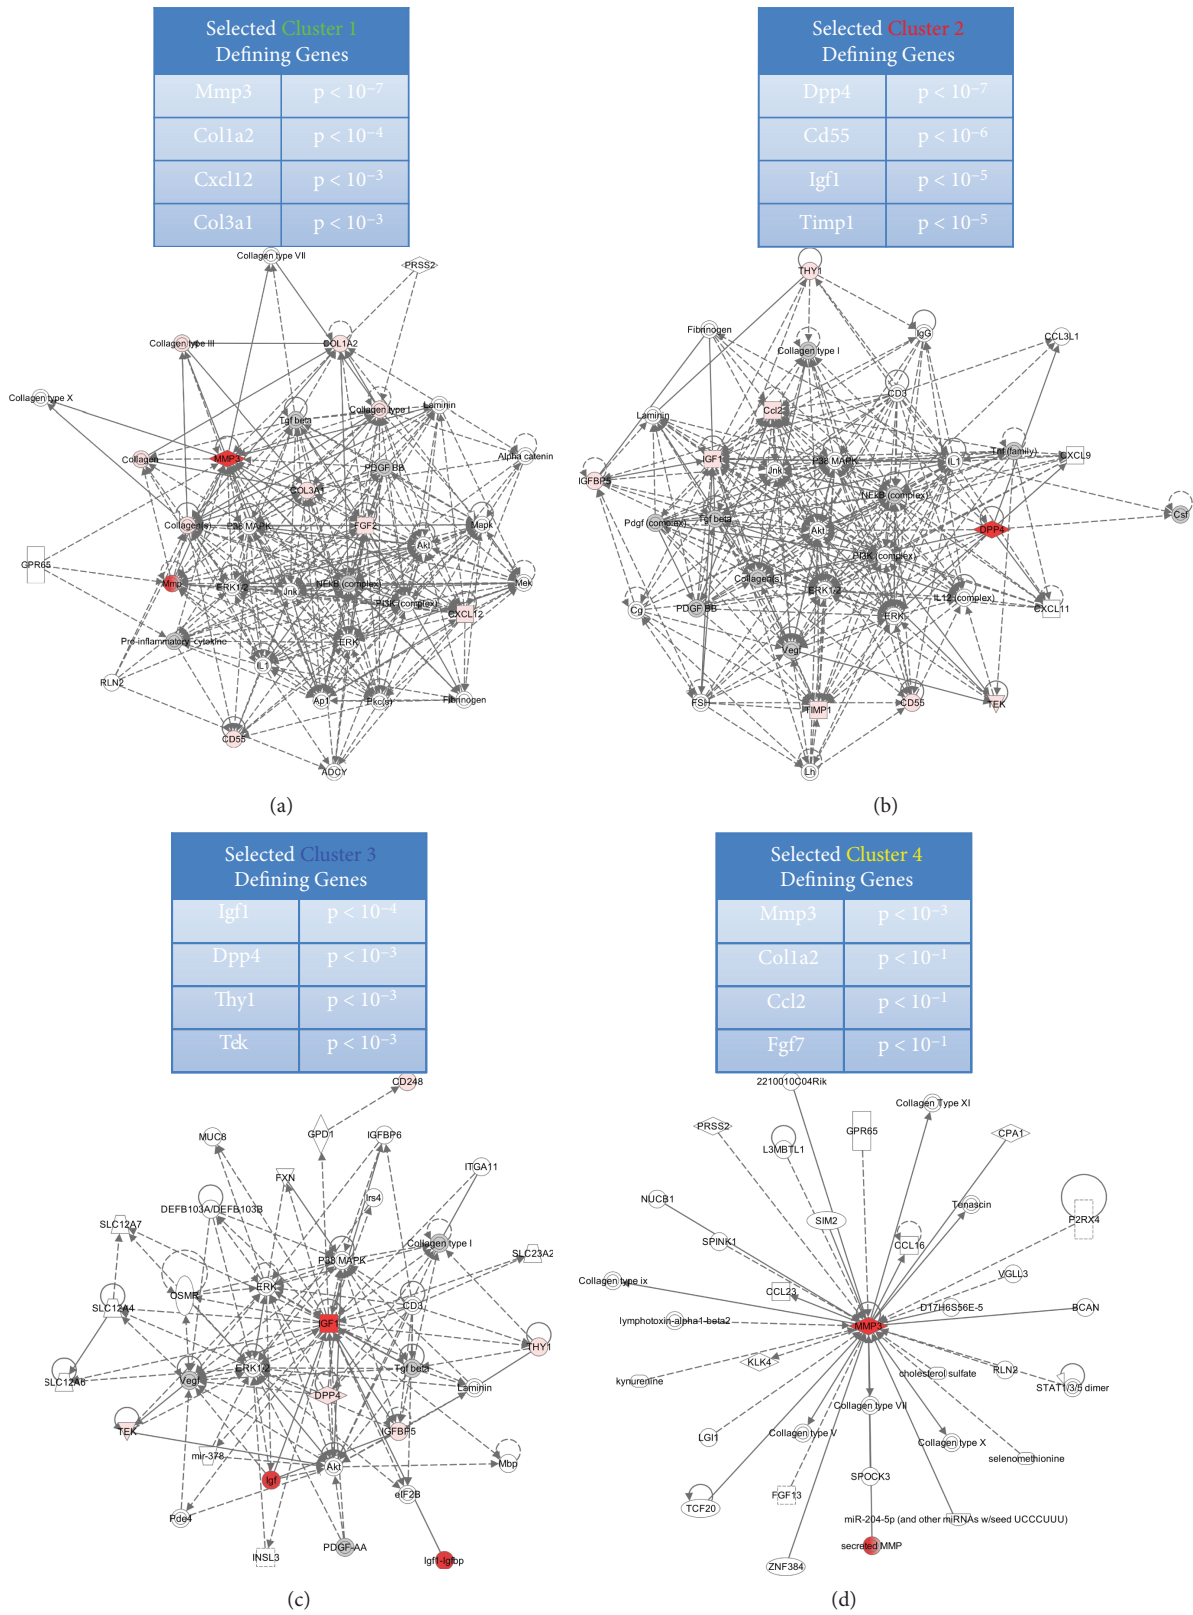 Selected Cluster 1
Defining Genes
Mmp3 p < 10−7
Col1a2 p < 10−4
Cxcl12 p < 10−3
Col3a1 p < 10−3
Collagen type VII
PRSS2
Collagen type III
COL1A2
Collagen type X
Collagen type I
Laminin
Tgf beta
Alpha catenin
Collagen
MMP3
PDGF BB
COL3A1
Collagen(s)
P38 MAPK
FGF2
Mapk
Akt
GPR65
Mmp
ERK1/2
Jnk
NFkB (complex)
Mek
PI3K (complex)
CXCL12
Pro-inflammatory cytokine
ERK
IL1
RLN2
Ap1
Pkc(s)
Fibrinogen
CD55
ADCY
(a)
Selected Cluster 2
Defining Genes
Dpp4 p < 10−7
Cd55 p < 10−6
Igf1 p < 10−5
Timp1 p < 10−5
THY1
Fibrinogen
IgG
CCL3L1
Collagen type I
CD3
Laminin
Ccl2
Tnf (family)
CXCL9
IGF1
P38 MAPK
IL1
Jnk
IGFBP5
NFkB (complex)
Csf
Pdgf (complex)
Tgf beta
Akt
DPP4
PI3K (complex)
Collagen(s)
ERK1/2
IL12 (complex)
Cg
PDGF BB
CXCL11
ERK
Vegf
FSH
TIMP1
CD55
TEK
Lh
(b)
Selected Cluster 3
Defining Genes
Igf1 p < 10−4
Dpp4 p < 10−3
Thy1 p < 10−3
Tek p < 10−3
CD248
MUC8
GPD1
IGFBP6
FXN
ITGA11
Irs4
DEFB103A/DEFB103B
SLC12A7
Collagen type I
SLC23A2
P38 MAPK
ERK
OSMR
SLC12A4
CD3
IGF1
THY1
ERK1/2
Tgf beta
SLC12A6
Vegf
Laminin
DPP4
TEK
IGFBP5
mir-378
Akt
Mbp
Igf
eIF2B
Pde4
INSL3
PDGF-AA
Igf1-Igfbp
(c)
Selected Cluster 4
Defining Genes
Mmp3 p < 10−3
Col1a2 p < 10−1
Ccl2 p < 10−1
Fgf7 p < 10−1
2210010C04Rik
Collagen Type XI
PRSS2
GPR65
CPA1
L3MBTL1
NUCB1
Tenascin
SIM2
P2RX4
SPINK1
CCL16
VGLL3
Collagen type ix
CCL23
D17H6S56E-5
BCAN
lymphotoxin-alpha1-beta2
MMP3
KLK4
RLN2
kynurenine
cholesterol sulfate
STAT1/3/5 dimer
Collagen type VII
LGI1
Collagen type V
Collagen type X
selenomethionine
SPOCK3
FGF13
TCF20
miR-204-5p (and other miRNAs w/seed UCCCUUU)
secreted MMP
ZNF384
(d)